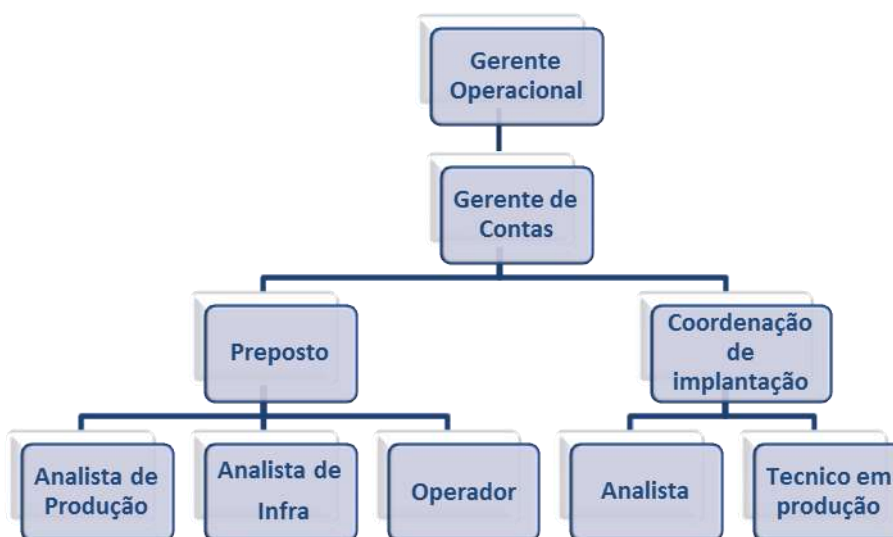 Gerente
Operacional
Gerente de
Contas
Preposto
Coordenação
de
implantação
Analista de
Produção
Analista de
Infra
Operador
Analista
Tecnico em
produção